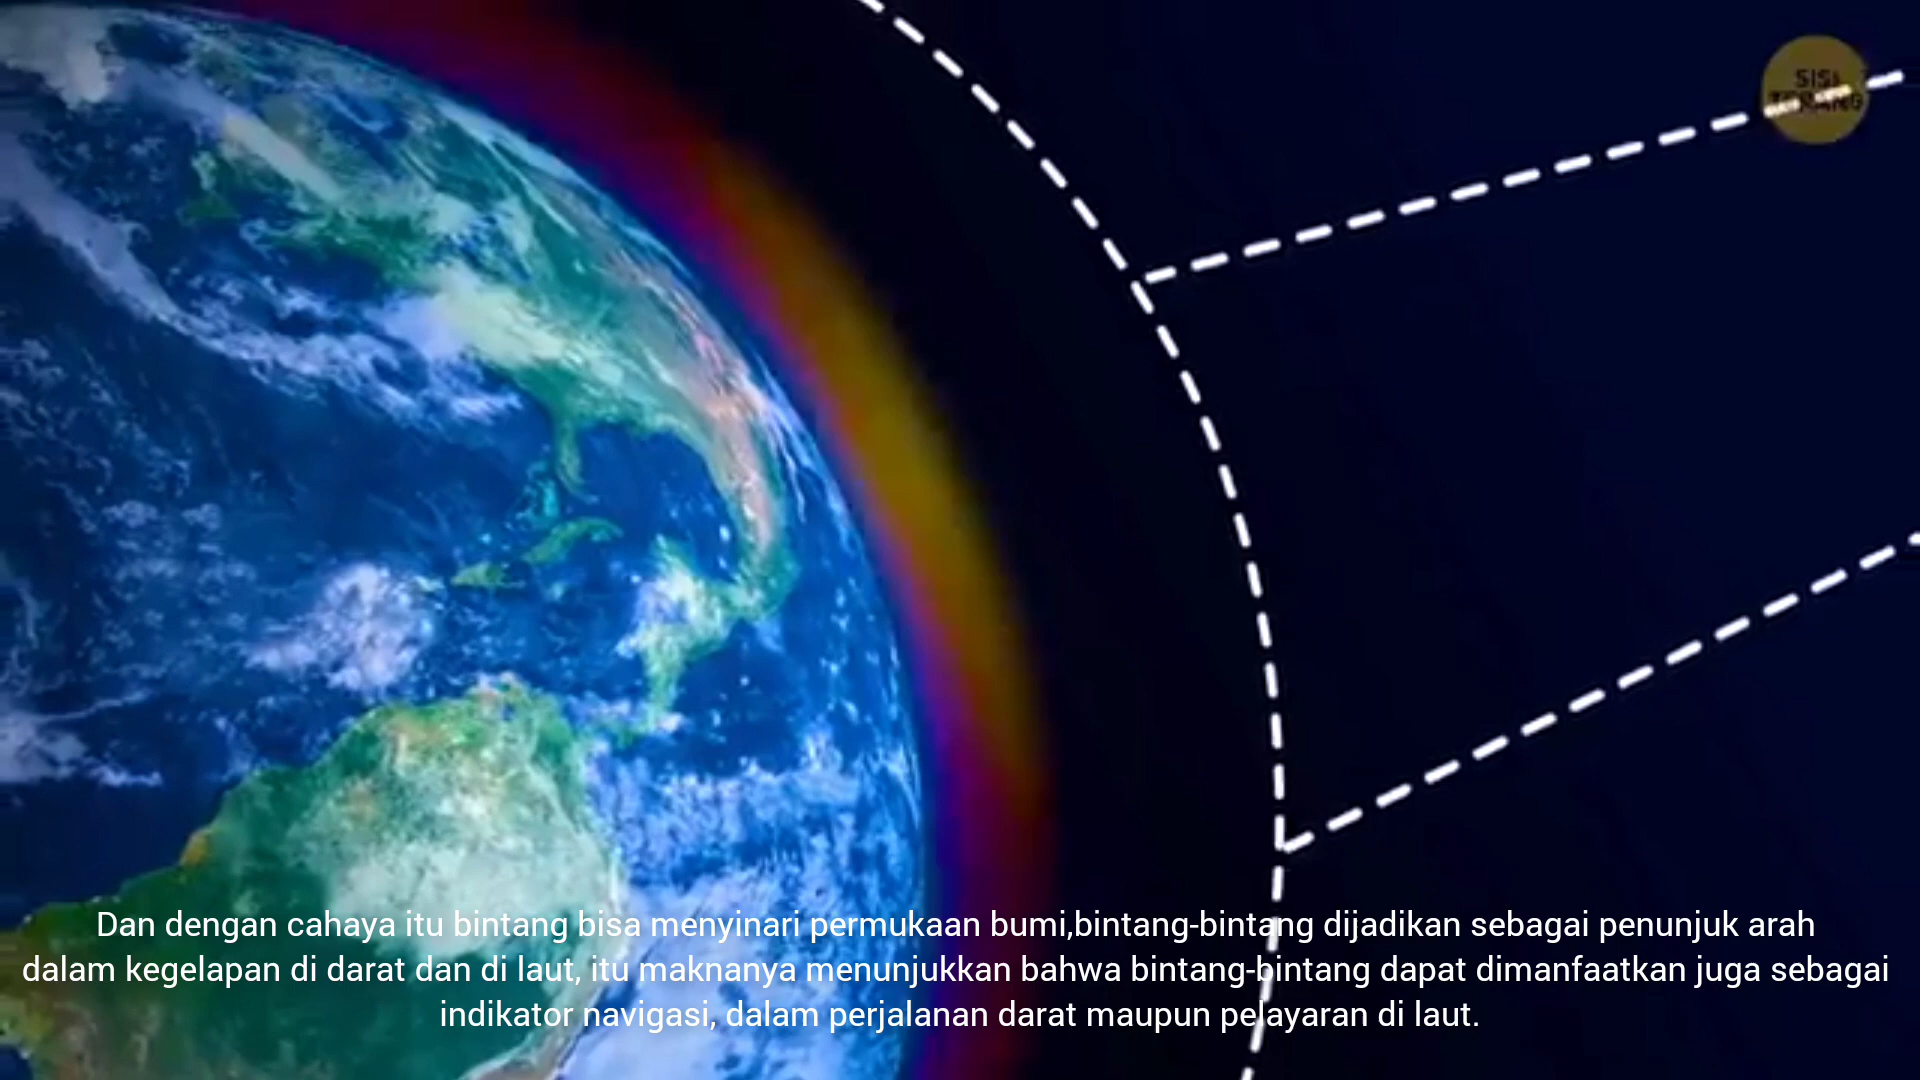 SISI
TERANG
Dan dengan cahaya itu bintang bisa menyinari permukaan bumi,bintang-bintang dijadikan sebagai penunjuk arah
dalam kegelapan di darat dan di laut, itu maknanya menunjukkan bahwa bintang-bintang dapat dimanfaatkan juga sebagai
indikator navigasi, dalam perjalanan darat maupun pelayaran di laut.